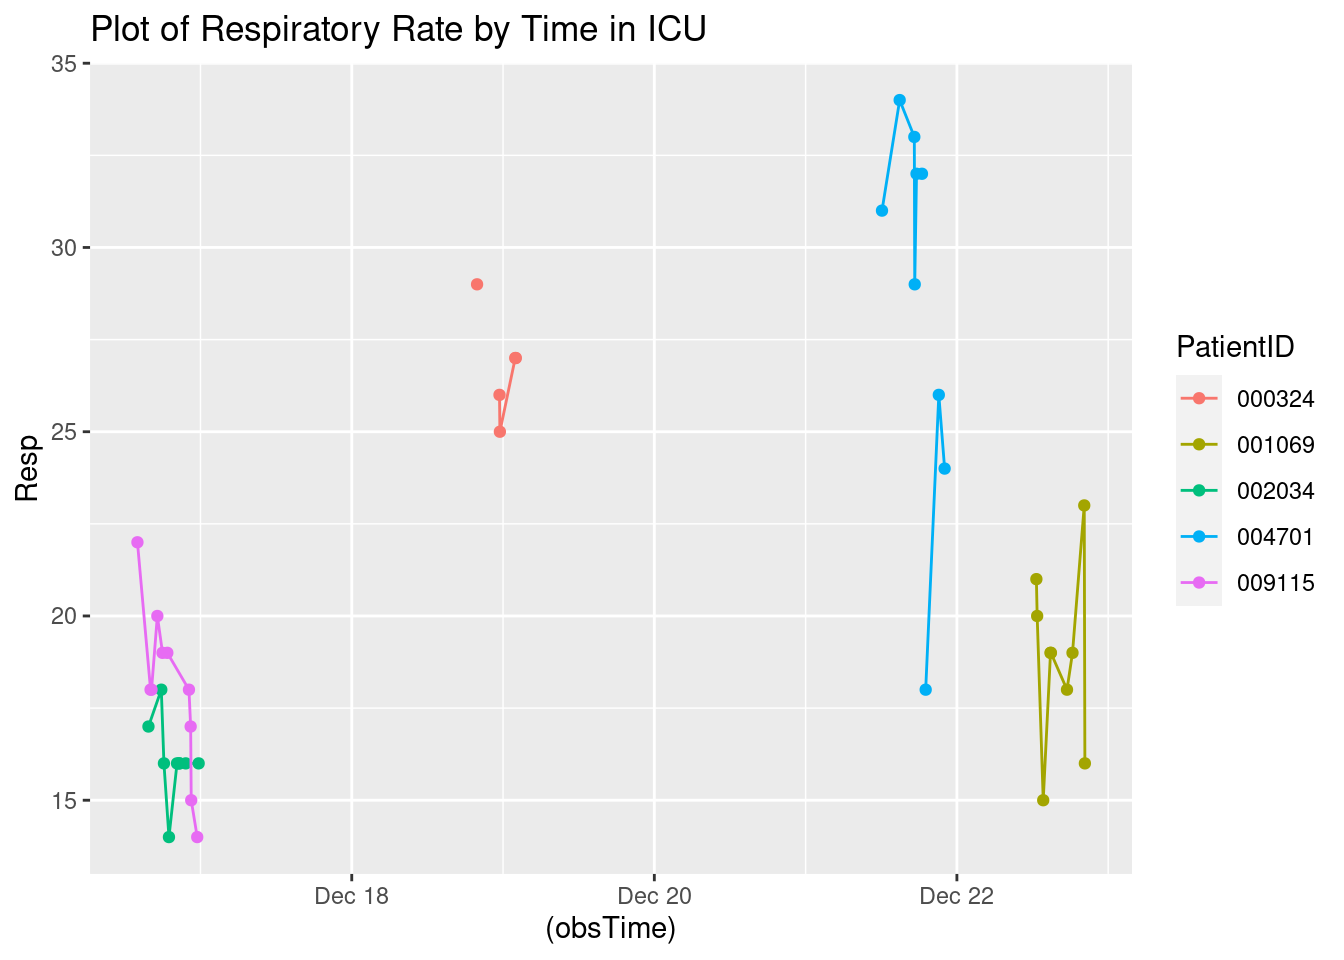 Plot of Respiratory Rate by Time in ICU
35
30
25
20
15
Resp
Dec 18
Dec 20
Dec 22
(obsTime)
PatientID
000324
001069
002034
004701
009115